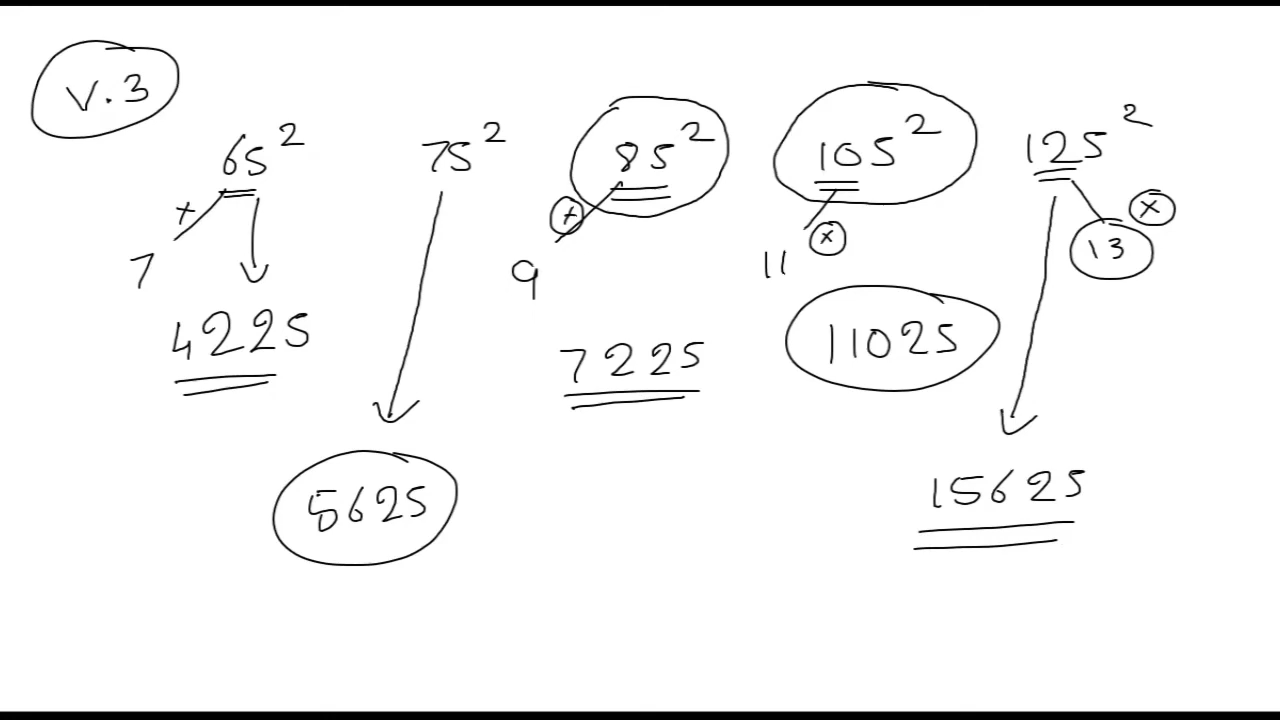 V.3
65² 75² 85² 105² 125²
+ + × ×
7 9 11 13
4225 7225 11025
5625 15625